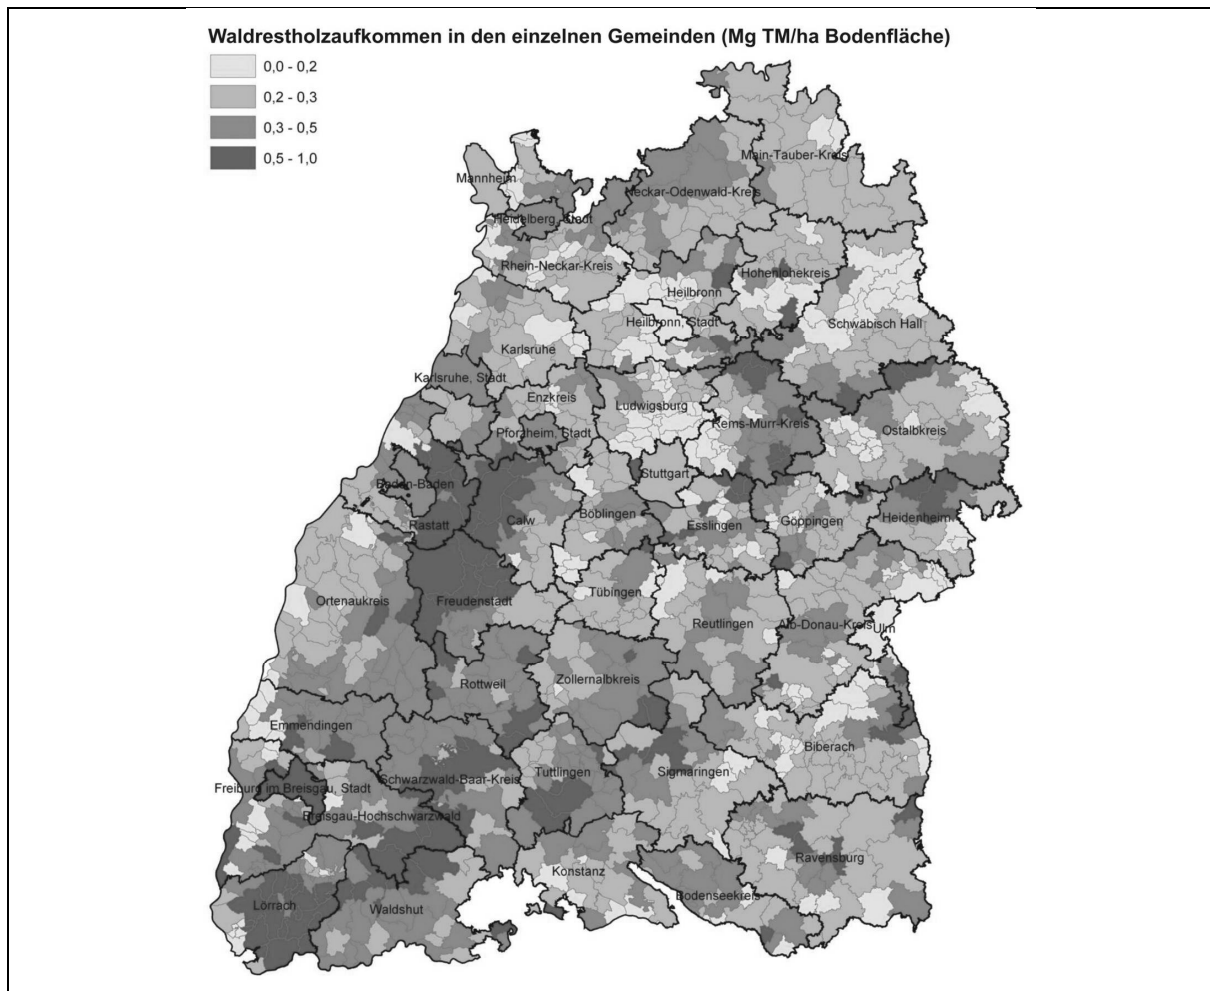 Waldrestholzaufkommen in den einzelnen Gemeinden (Mg TM/ha Bodenfläche)
0,0 - 0,2
0,2 - 0,3
0,3 - 0,5
0,5 - 1,0
Main-Tauber-Kreis
Mannheim
Neckar-Odenwald-Kreis
Heidelberg, Stadt
Rhein-Neckar-Kreis
Hohenlohekreis
Heilbronn
Heilbronn, Stadt
Schwäbisch Hall
Karlsruhe
Karlsruhe, Stadt
Enzkreis
Ludwigsburg
Rems-Murr-Kreis
Ostalbkreis
Pforzheim, Stadt
Stuttgart
Baden-Baden
Rastatt
Calw
Böblingen
Esslingen
Göppingen
Heidenheim
Tübingen
Ortenaukreis
Freudenstadt
Reutlingen
Alb-Donau-Kreis
Ulm
Rottweil
Zollernalbkreis
Emmendingen
Biberach
Schwarzwald-Baar-Kreis
Tuttlingen
Sigmaringen
Freiburg im Breisgau, Stadt
Breisgau-Hochschwarzwald
Ravensburg
Konstanz
Bodenseekreis
Lörrach
Waldshut